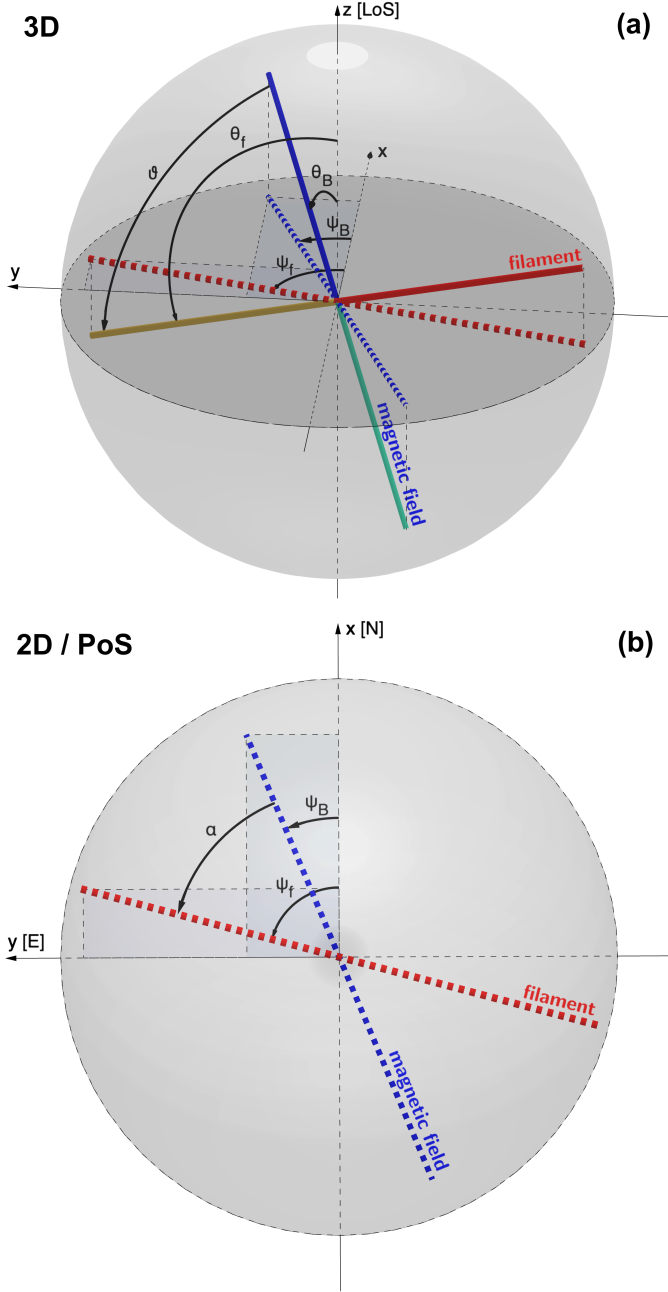 3D
z [LoS]
(a)
θf
x
ϑ
θB
ψB
filament
ψf
y
magnetic field
2D / PoS
x [N]
(b)
ψB
α
ψf
y [E]
filament
magnetic field